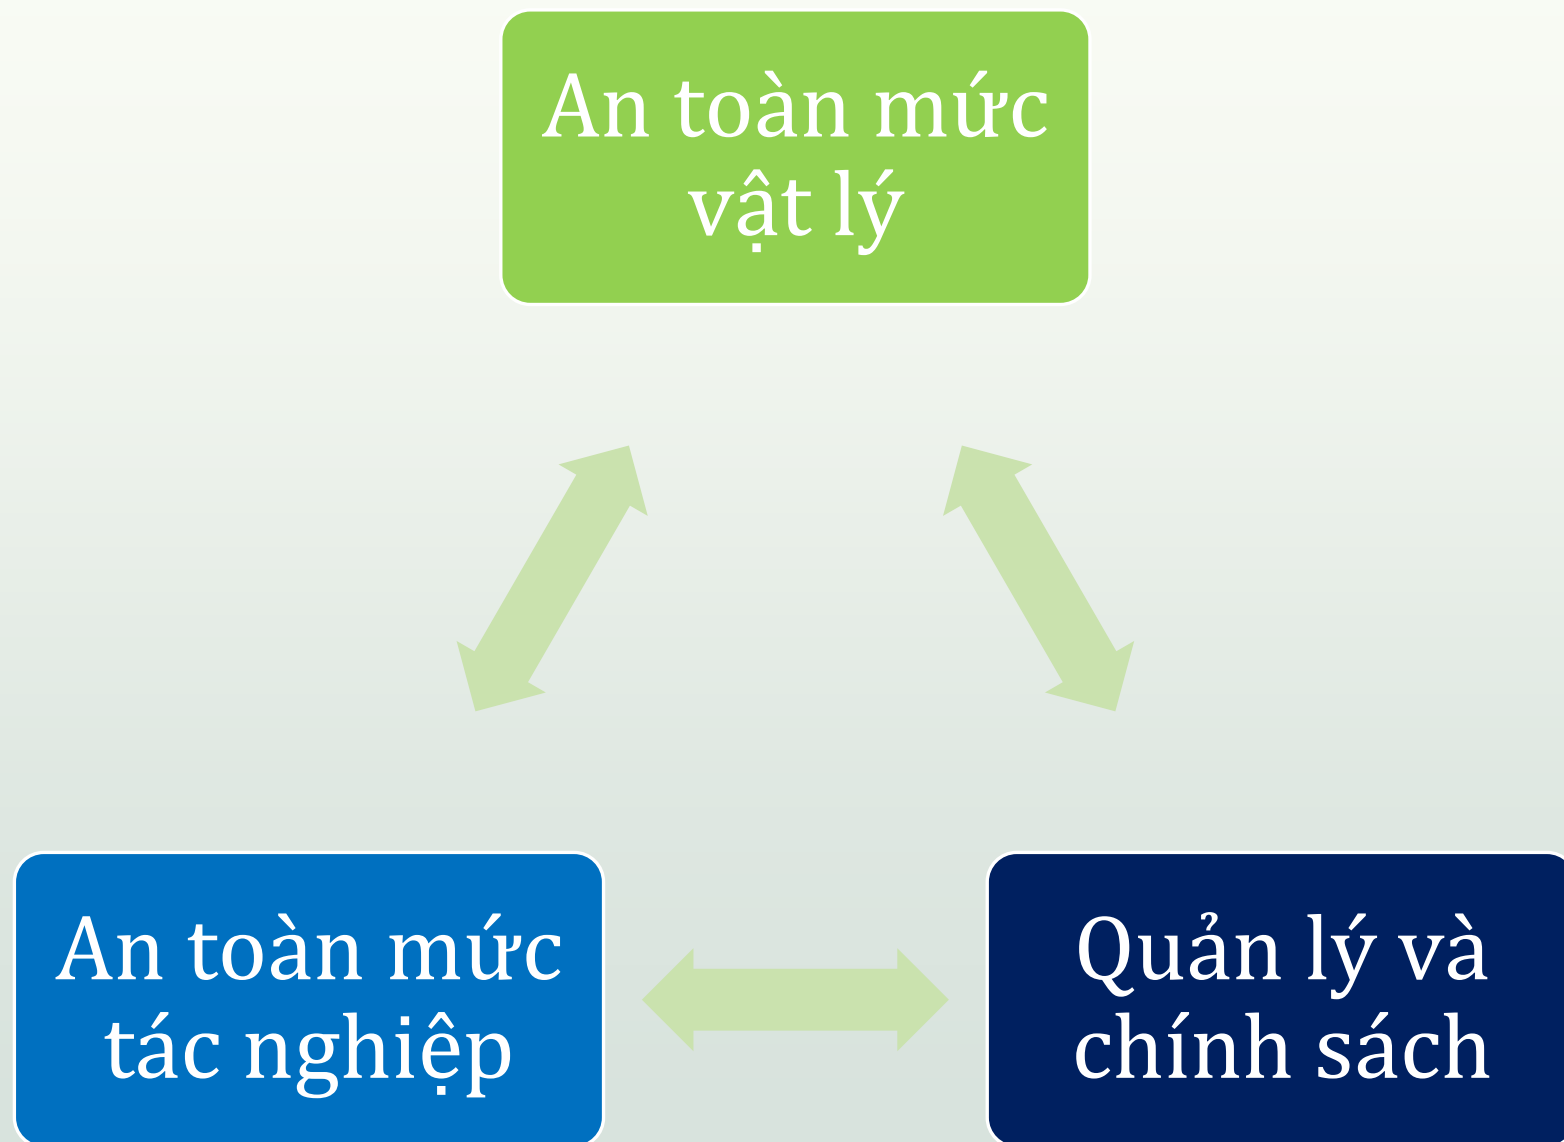 An toàn mức
vật lý
An toàn mức
tác nghiệp
Quản lý và
chính sách